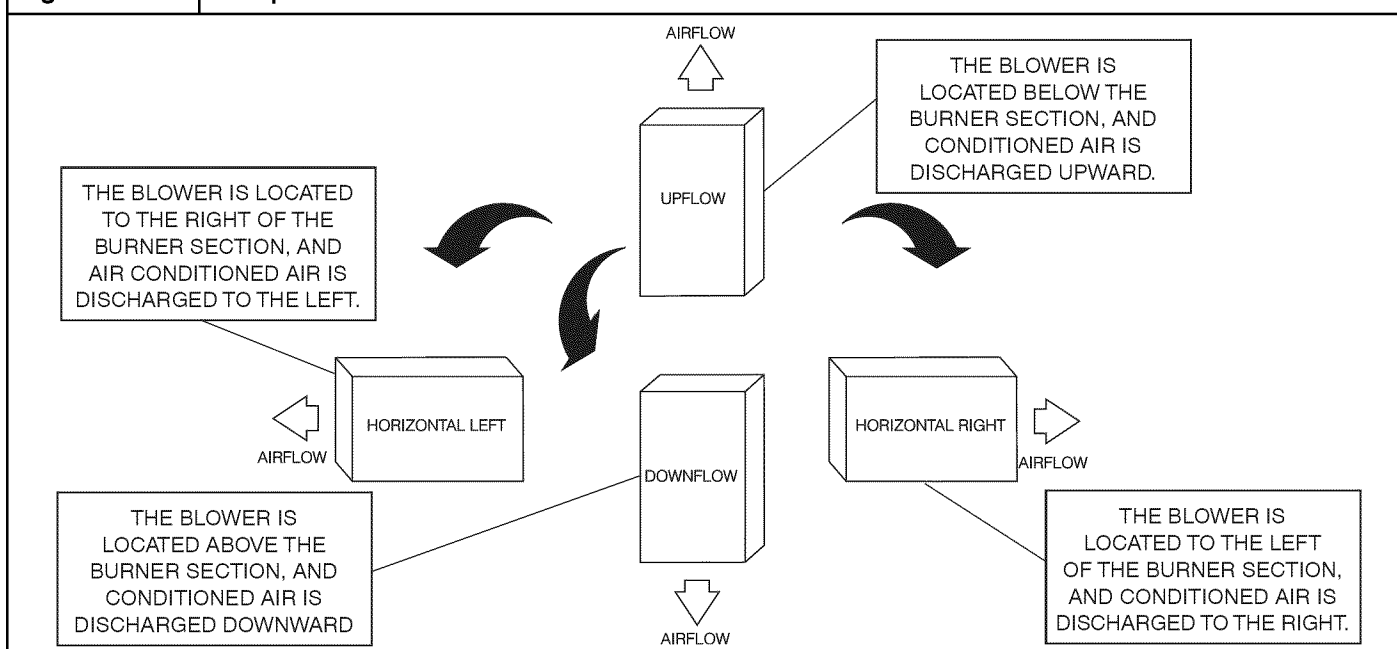 AIRFLOW
THE BLOWER IS
LOCATED BELOW THE
BURNER SECTION, AND
CONDITIONED AIR IS
DISCHARGED UPWARD.
UPFLOW
THE BLOWER IS LOCATED
TO THE RIGHT OF THE
BURNER SECTION, AND
AIR CONDITIONED AIR IS
DISCHARGED TO THE LEFT.
HORIZONTAL LEFT
AIRFLOW
HORIZONTAL RIGHT
AIRFLOW
DOWNFLOW
THE BLOWER IS
LOCATED ABOVE THE
BURNER SECTION, AND
CONDITIONED AIR IS
DISCHARGED DOWNWARD
THE BLOWER IS
LOCATED TO THE LEFT
OF THE BURNER SECTION,
AND CONDITIONED AIR IS
DISCHARGED TO THE RIGHT.
AIRFLOW